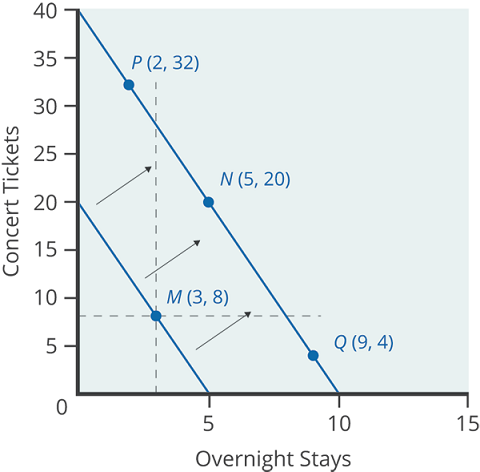 40
35
P (2, 32)
30
25
N (5, 20)
20
15
M (3, 8)
10
Q (9, 4)
5
0
5
10
15
Concert Tickets
Overnight Stays